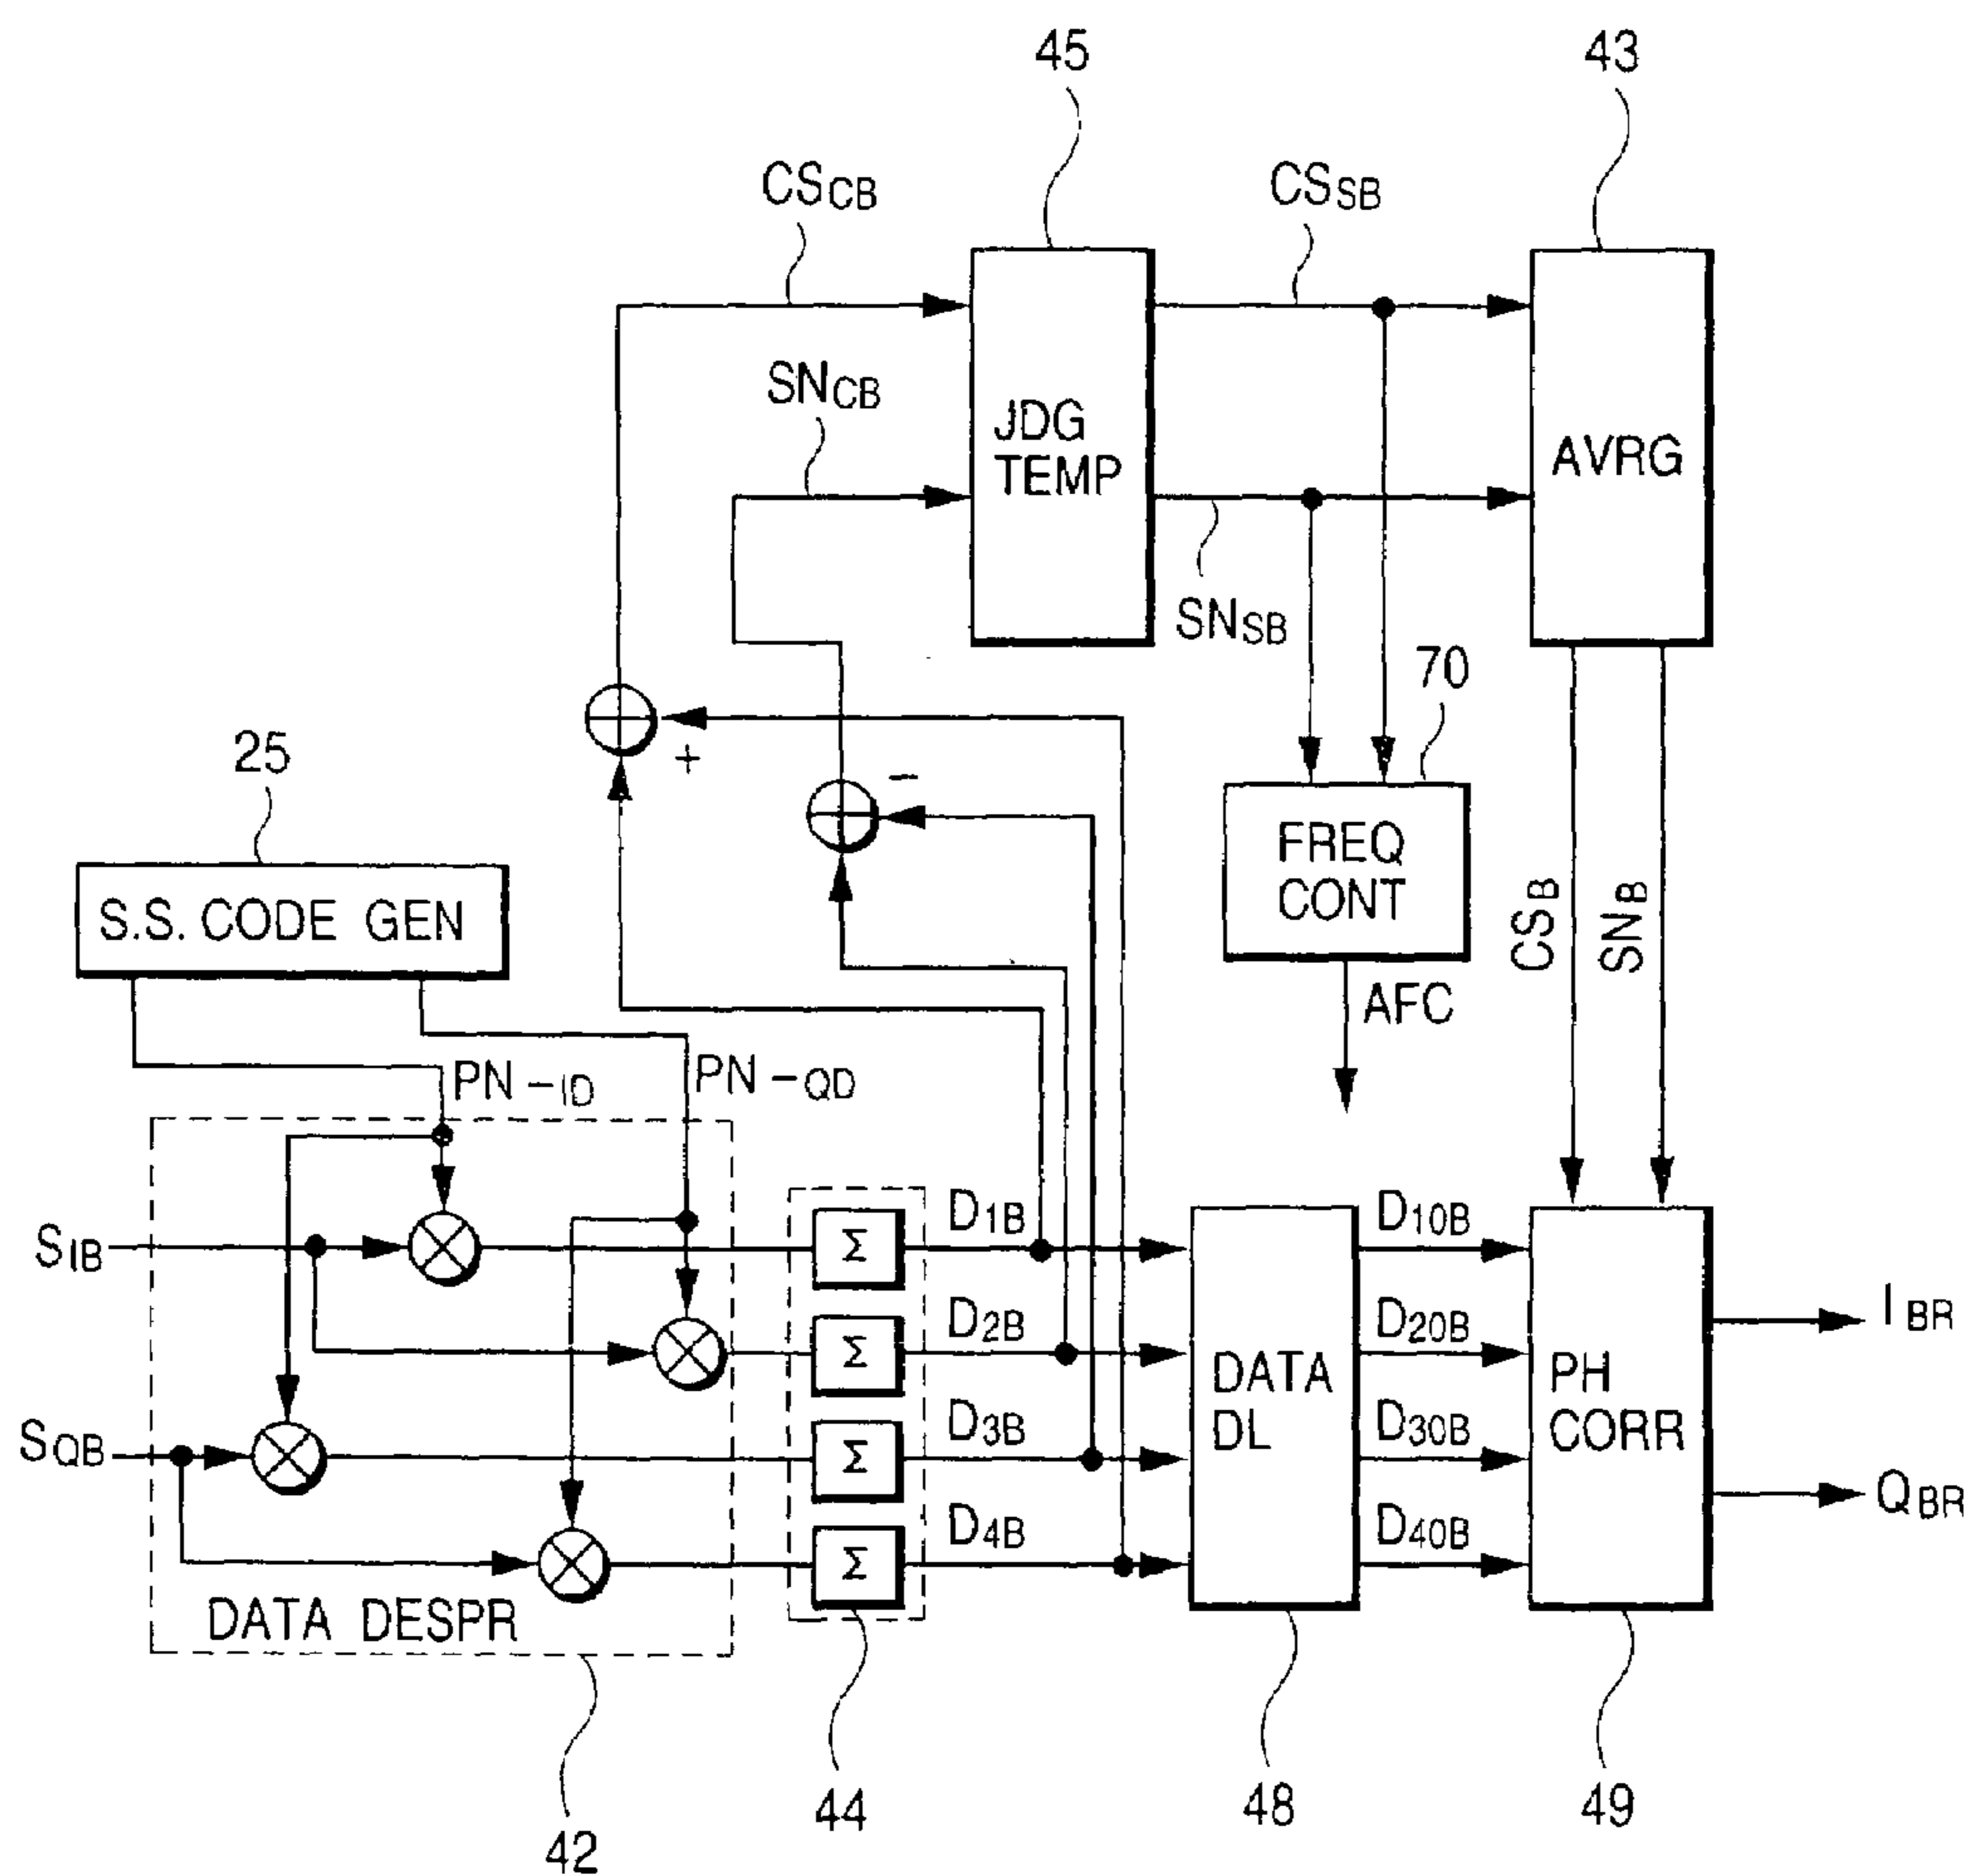 45
43
CSCB
CSSB
SNCB
JDG
TEMP
AVRG
SNSB
70
+
−
25
FREQ
CONT
S.S. CODE GEN
CSB
SNB
AFC
PN-ID
PN-QD
SIB
Σ
D1B
D10B
IBR
Σ
D2B
D20B
DATA
DL
PH
CORR
SQB
Σ
D3B
D30B
QBR
Σ
D4B
D40B
DATA DESPR
42
44
48
49